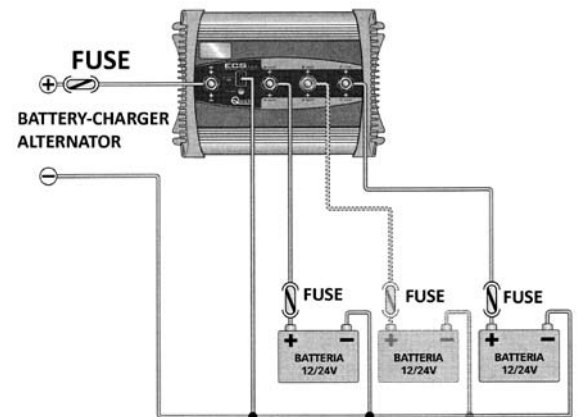 FUSE
ECS
BATTERY-CHARGER
ALTERNATOR
FUSE
FUSE
FUSE
+ −
BATTERIA
12/24V
+ −
BATTERIA
12/24V
+ −
BATTERIA
12/24V